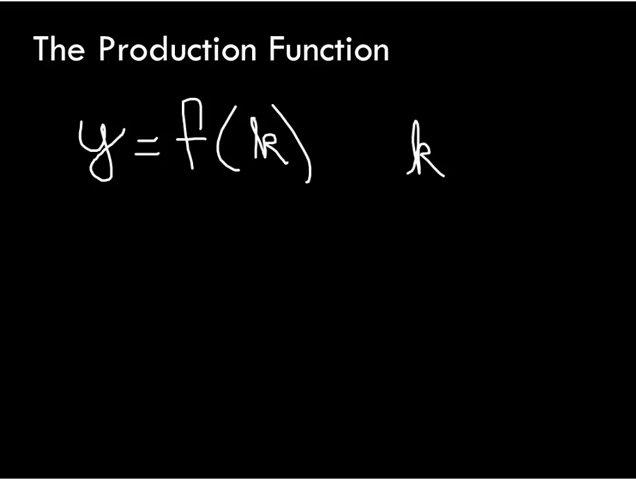 The Production Function
y = f(k) k